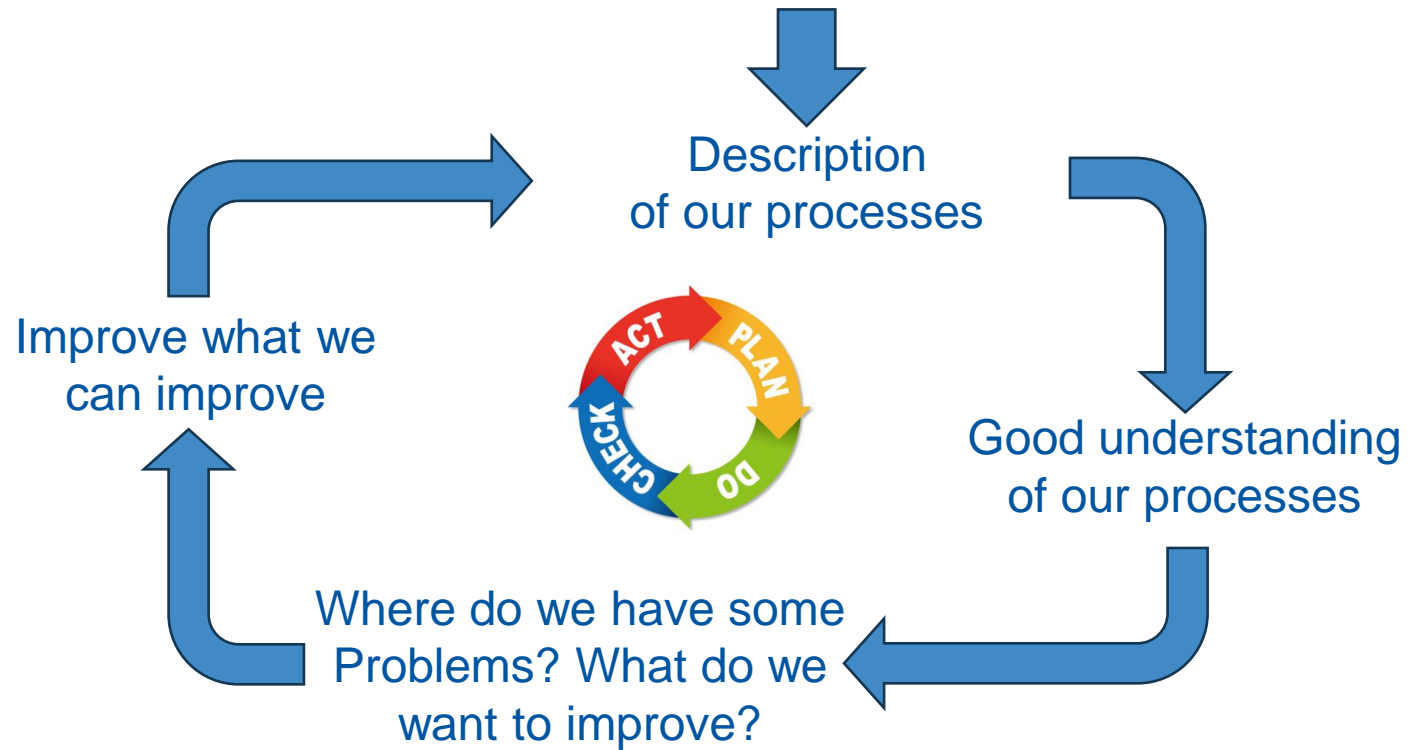 Description
of our processes
Good understanding
of our processes
Where do we have some
Problems? What do we
want to improve?
Improve what we
can improve
ACT
PLAN
DO
CHECK